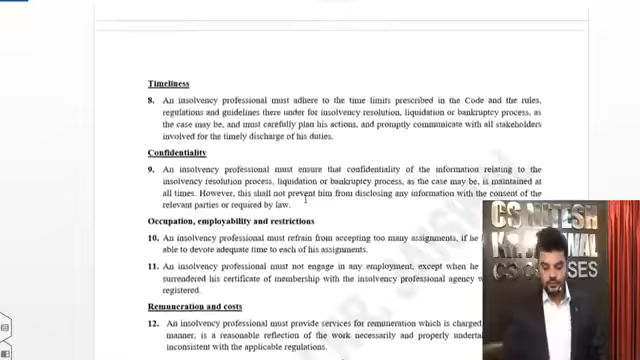 Timeliness
8. An insolvency professional must adhere to the time limits prescribed in the Code and the rules,
regulations and guidelines there under for insolvency resolution, liquidation or bankruptcy process, as
the case may be, and must carefully plan his actions, and promptly communicate with all stakeholders
involved for the timely discharge of his duties.
Confidentiality
9. An insolvency professional must ensure that confidentiality of the information relating to the
insolvency resolution process, liquidation or bankruptcy process, as the case may be, is maintained at
all times. However, this shall not prevent him from disclosing any information with the consent of the
relevant parties or required by law.
Occupation, employability and restrictions
10. An insolvency professional must refrain from accepting too many assignments, if he
able to devote adequate time to each of his assignments.
11. An insolvency professional must not engage in any employment, except when he
surrendered his certificate of membership with the insolvency professional agency
registered.
Remuneration and costs
12. An insolvency professional must provide services for remuneration which is charged
manner, is a reasonable reflection of the work necessarily and properly
inconsistent with the applicable regulations.
CS
KR.
CS